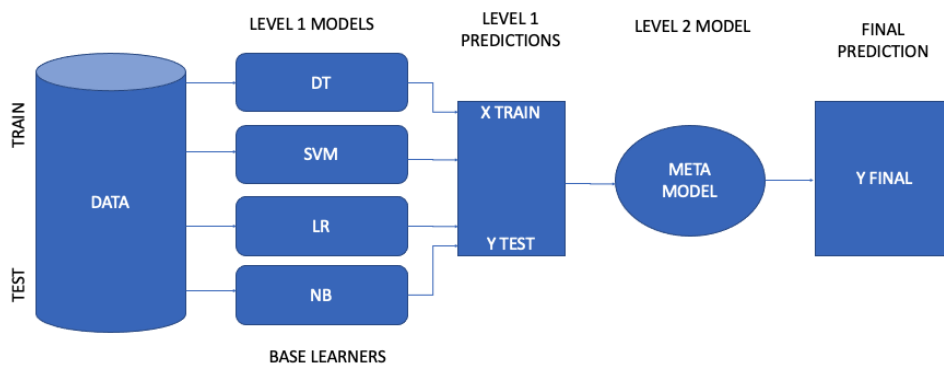 LEVEL 1 MODELS
LEVEL 1
PREDICTIONS
LEVEL 2 MODEL
FINAL
PREDICTION
TRAIN
DATA
TEST
DT
SVM
LR
NB
BASE LEARNERS
X TRAIN
Y TEST
META
MODEL
Y FINAL